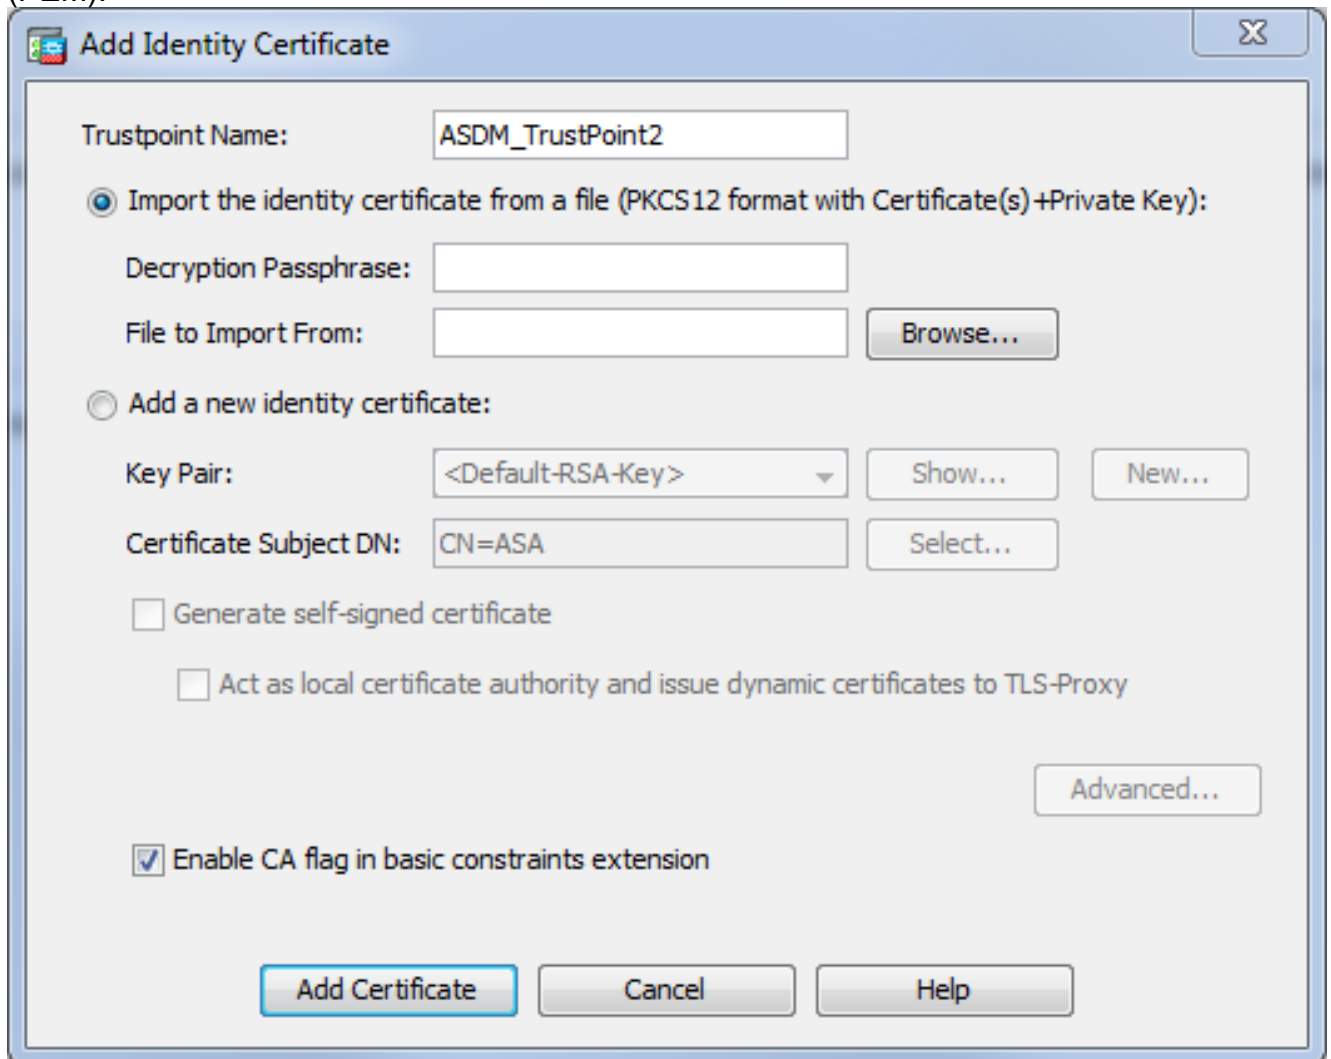 Add Identity Certificate
Trustpoint Name: ASDM_TrustPoint2
Import the identity certificate from a file (PKCS12 format with Certificate(s)+Private Key):
Decryption Passphrase:
File to Import From: Browse...
Add a new identity certificate:
Key Pair: <Default-RSA-Key> Show... New...
Certificate Subject DN: CN=ASA Select...
Generate self-signed certificate
Act as local certificate authority and issue dynamic certificates to TLS-Proxy
Advanced...
Enable CA flag in basic constraints extension
Add Certificate Cancel Help